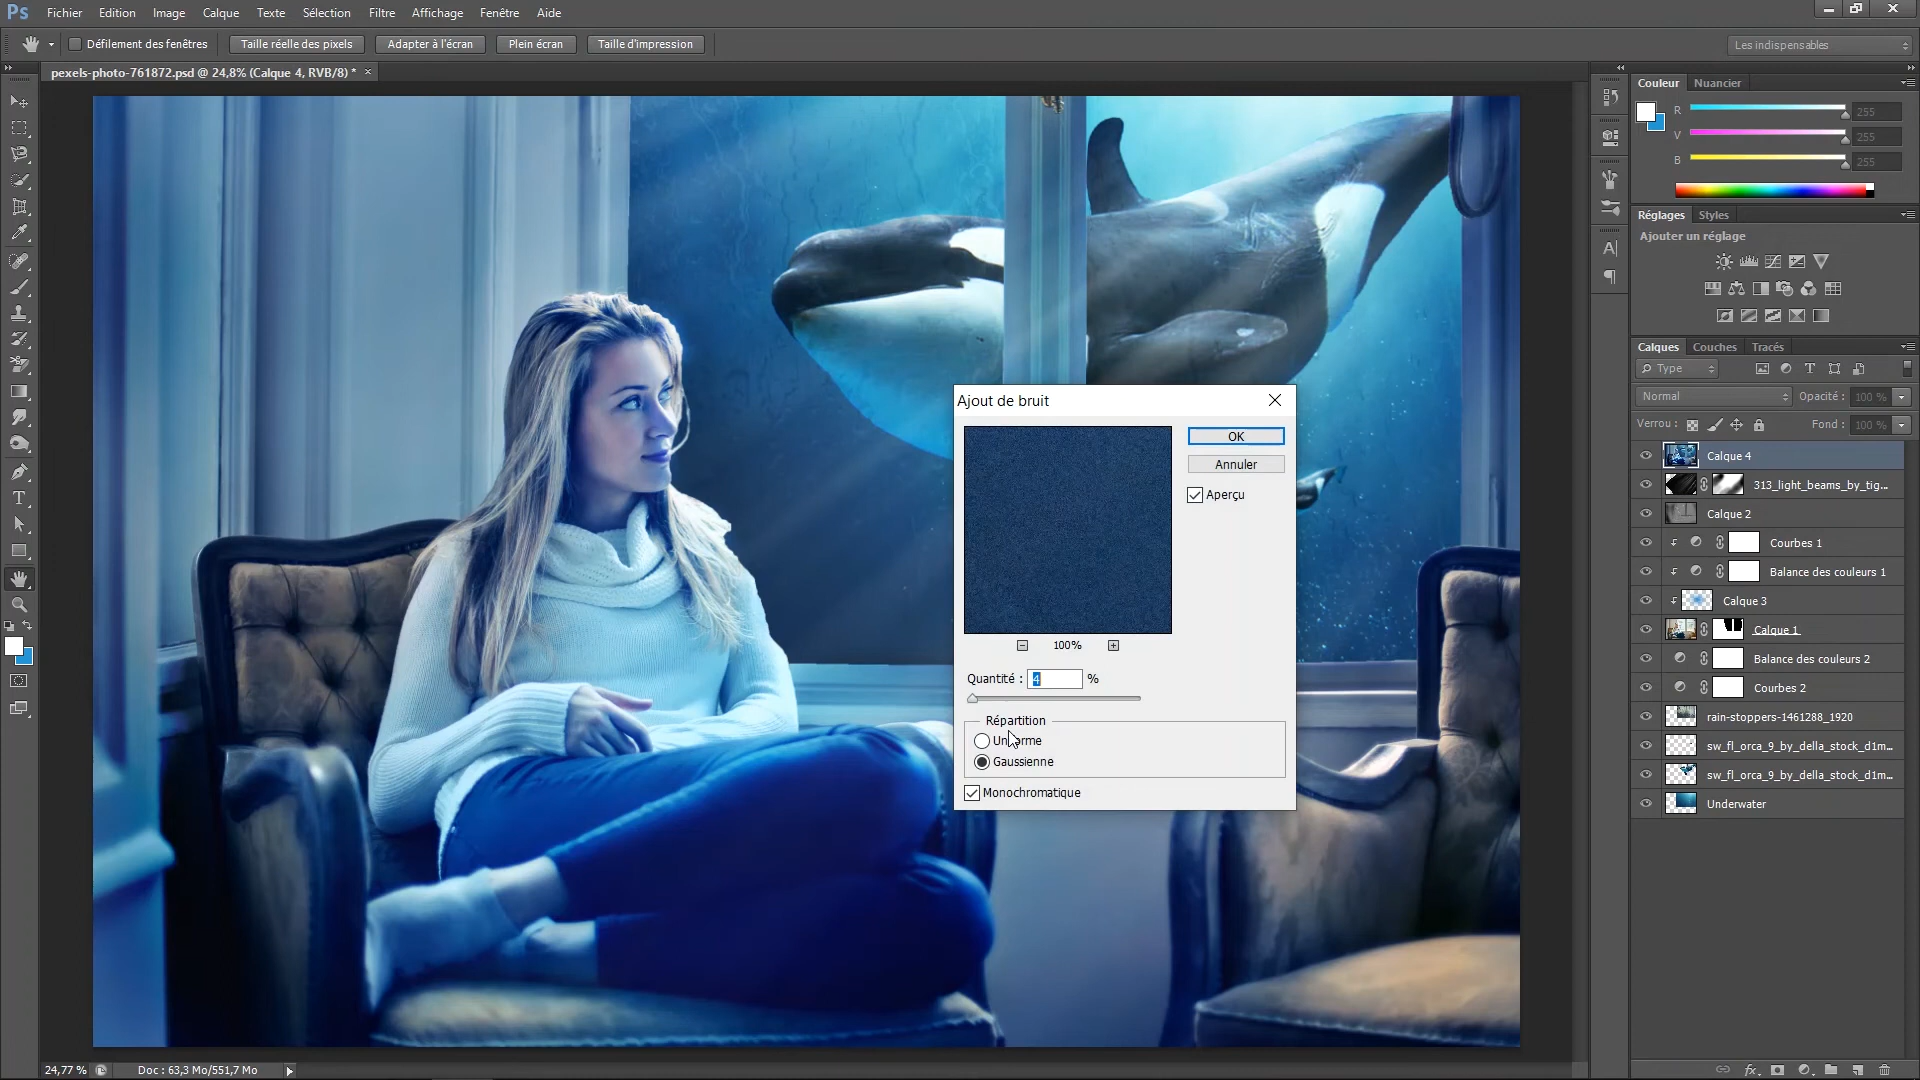 Ps Fichier Edition Image Calque Texte Sélection Filtre Affichage Fenêtre Aide
Défilement des fenêtres Taille réelle des pixels Adapter à l'écran Plein écran Taille d'impression Les indispensables
pexels-photo-761872.psd @ 24,8% (Calque 4, RVB/8) * ×
Couleur Nuancier
R 255
V 255
B 255
Réglages Styles
Ajouter un réglage
Calques Couches Tracés
Type
Normal Opacité : 100 %
Verrou : Fond : 100 %
Calque 4
313_light_beams_by_tig...
Calque 2
Courbes 1
Balance des couleurs 1
Calque 3
Calque 1
Balance des couleurs 2
Courbes 2
rain-stoppers-1461288_1920
sw_fl_orca_9_by_della_stock_d1m...
sw_fl_orca_9_by_della_stock_d1m...
Underwater
Ajout de bruit
OK
Annuler
Aperçu
100%
Quantité : 4 %
Répartition
Uniforme
Gaussienne
Monochromatique
24,77 % Doc : 63,3 Mo/551,7 Mo